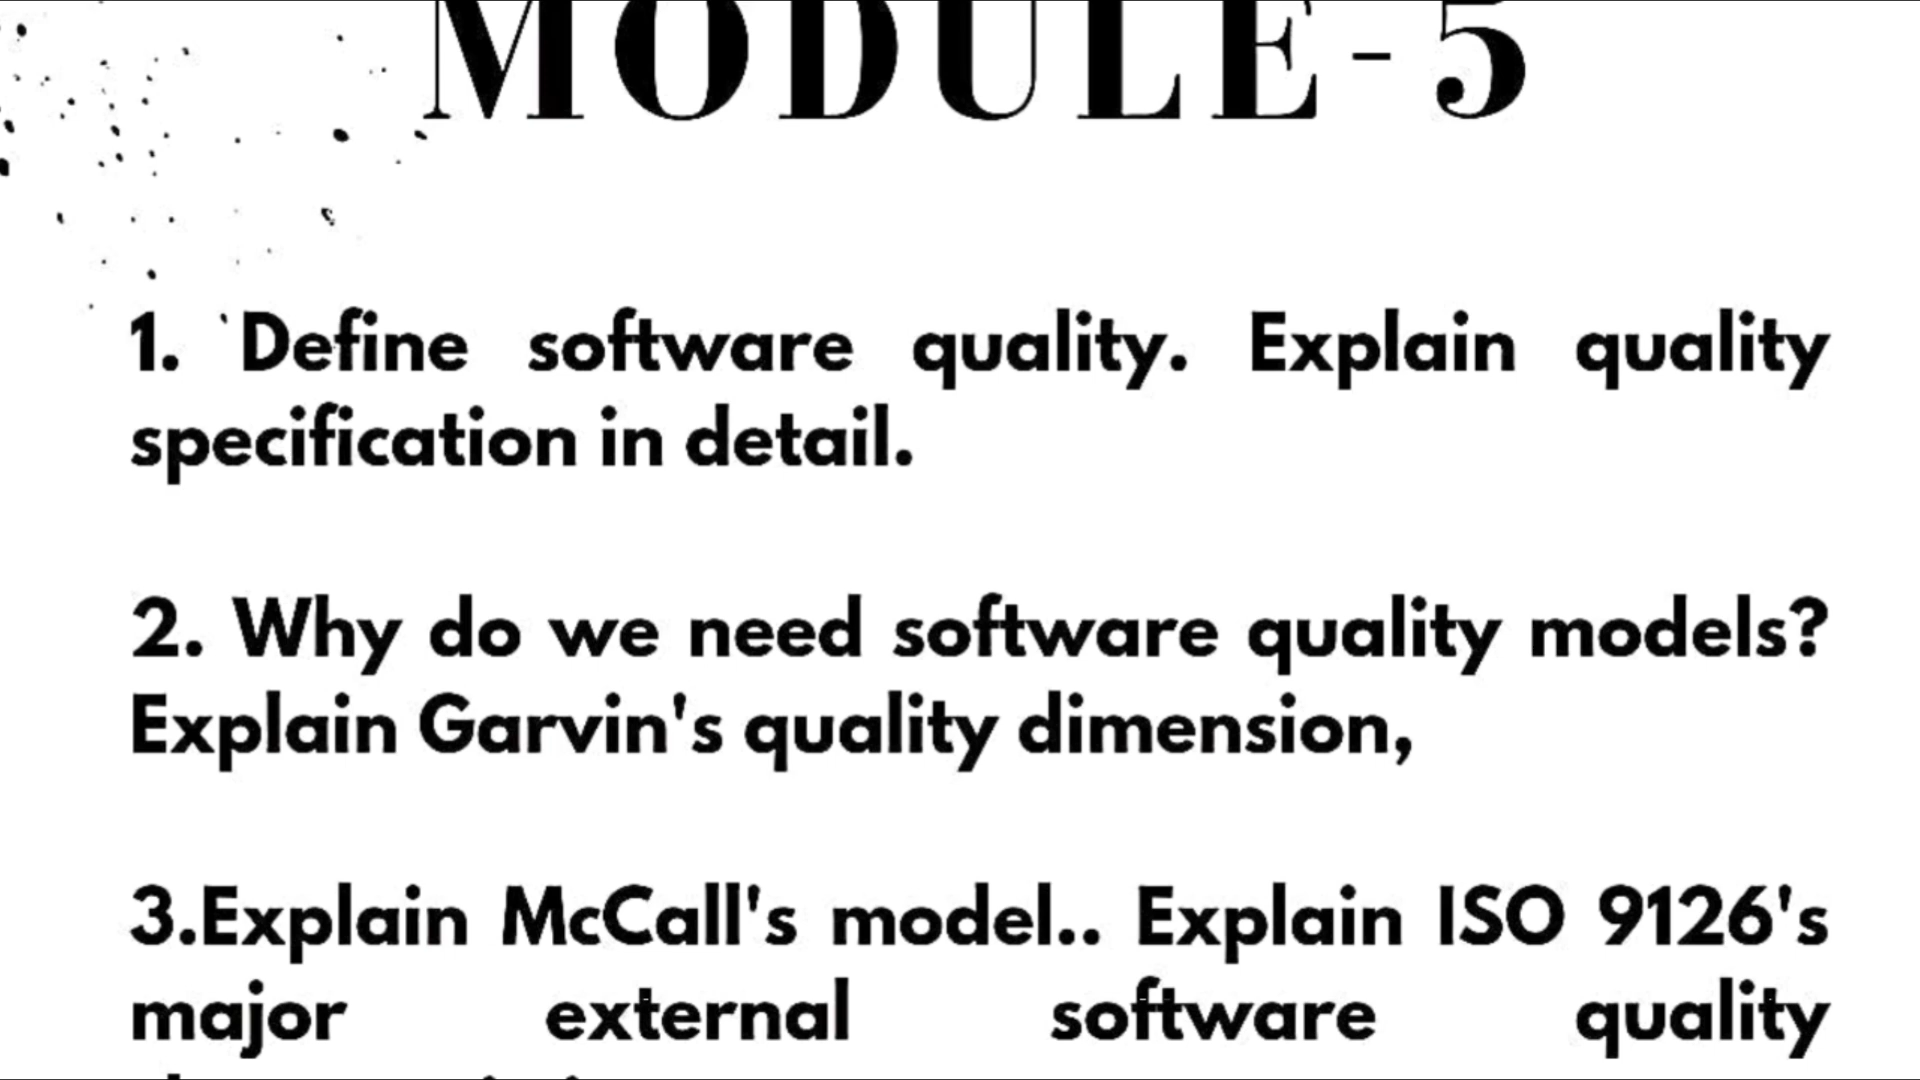 MODULE-5
1. Define software quality. Explain quality
specification in detail.
2. Why do we need software quality models?
Explain Garvin's quality dimension,
3.Explain McCall's model.. Explain ISO 9126's
major external software quality